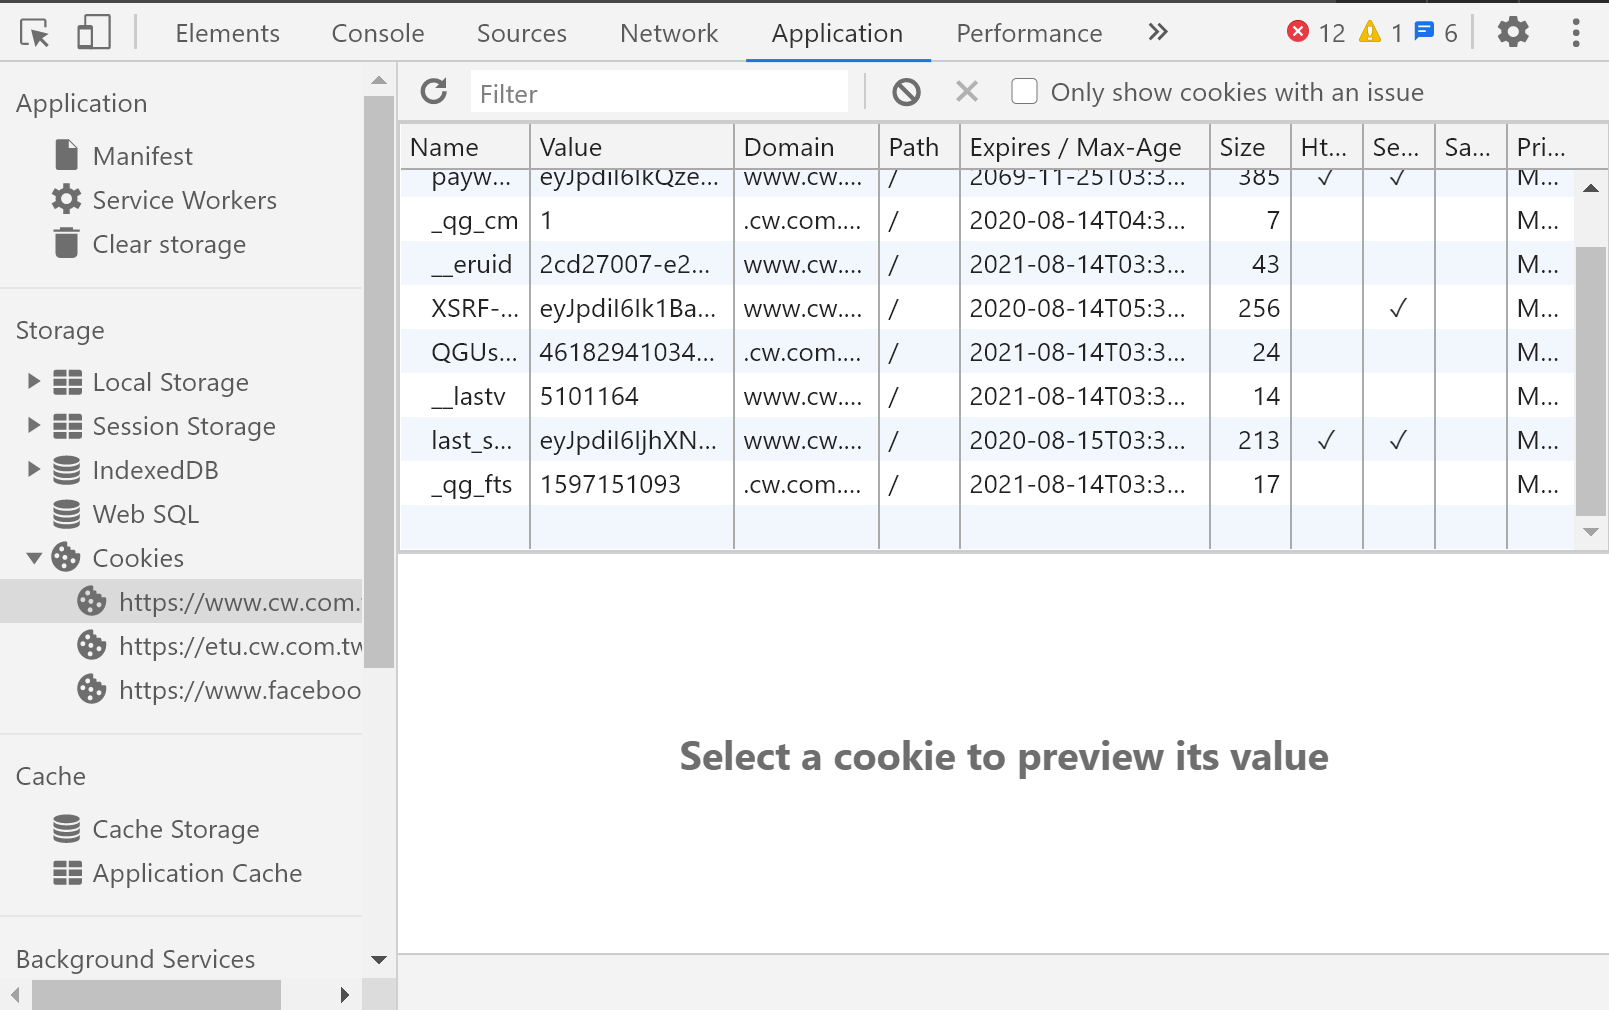 Elements Console Sources Network Application Performance 12 1 6
Application
Manifest
Service Workers
Clear storage
Storage
Local Storage
Session Storage
IndexedDB
Web SQL
Cookies
https://www.cw.com.
https://etu.cw.com.tw
https://www.faceboo
Cache
Cache Storage
Application Cache
Background Services
Filter Only show cookies with an issue
Name Value Domain Path Expires / Max-Age Size Ht... Se... Sa... Pri...
payw... eyJpdiI6IkQze... www.cw.... / 2069-11-25T03:3... 385 ✓ ✓ M...
_qg_cm 1 .cw.com.... / 2020-08-14T04:3... 7 M...
__eruid 2cd27007-e2... www.cw.... / 2021-08-14T03:3... 43 M...
XSRF-... eyJpdiI6Ik1Ba... www.cw.... / 2020-08-14T05:3... 256 ✓ M...
QGUs... 46182941034... .cw.com.... / 2021-08-14T03:3... 24 M...
__lastv 5101164 www.cw.... / 2021-08-14T03:3... 14 M...
last_s... eyJpdiI6IjhXN... www.cw.... / 2020-08-15T03:3... 213 ✓ ✓ M...
_qg_fts 1597151093 .cw.com.... / 2021-08-14T03:3... 17 M...
Select a cookie to preview its value